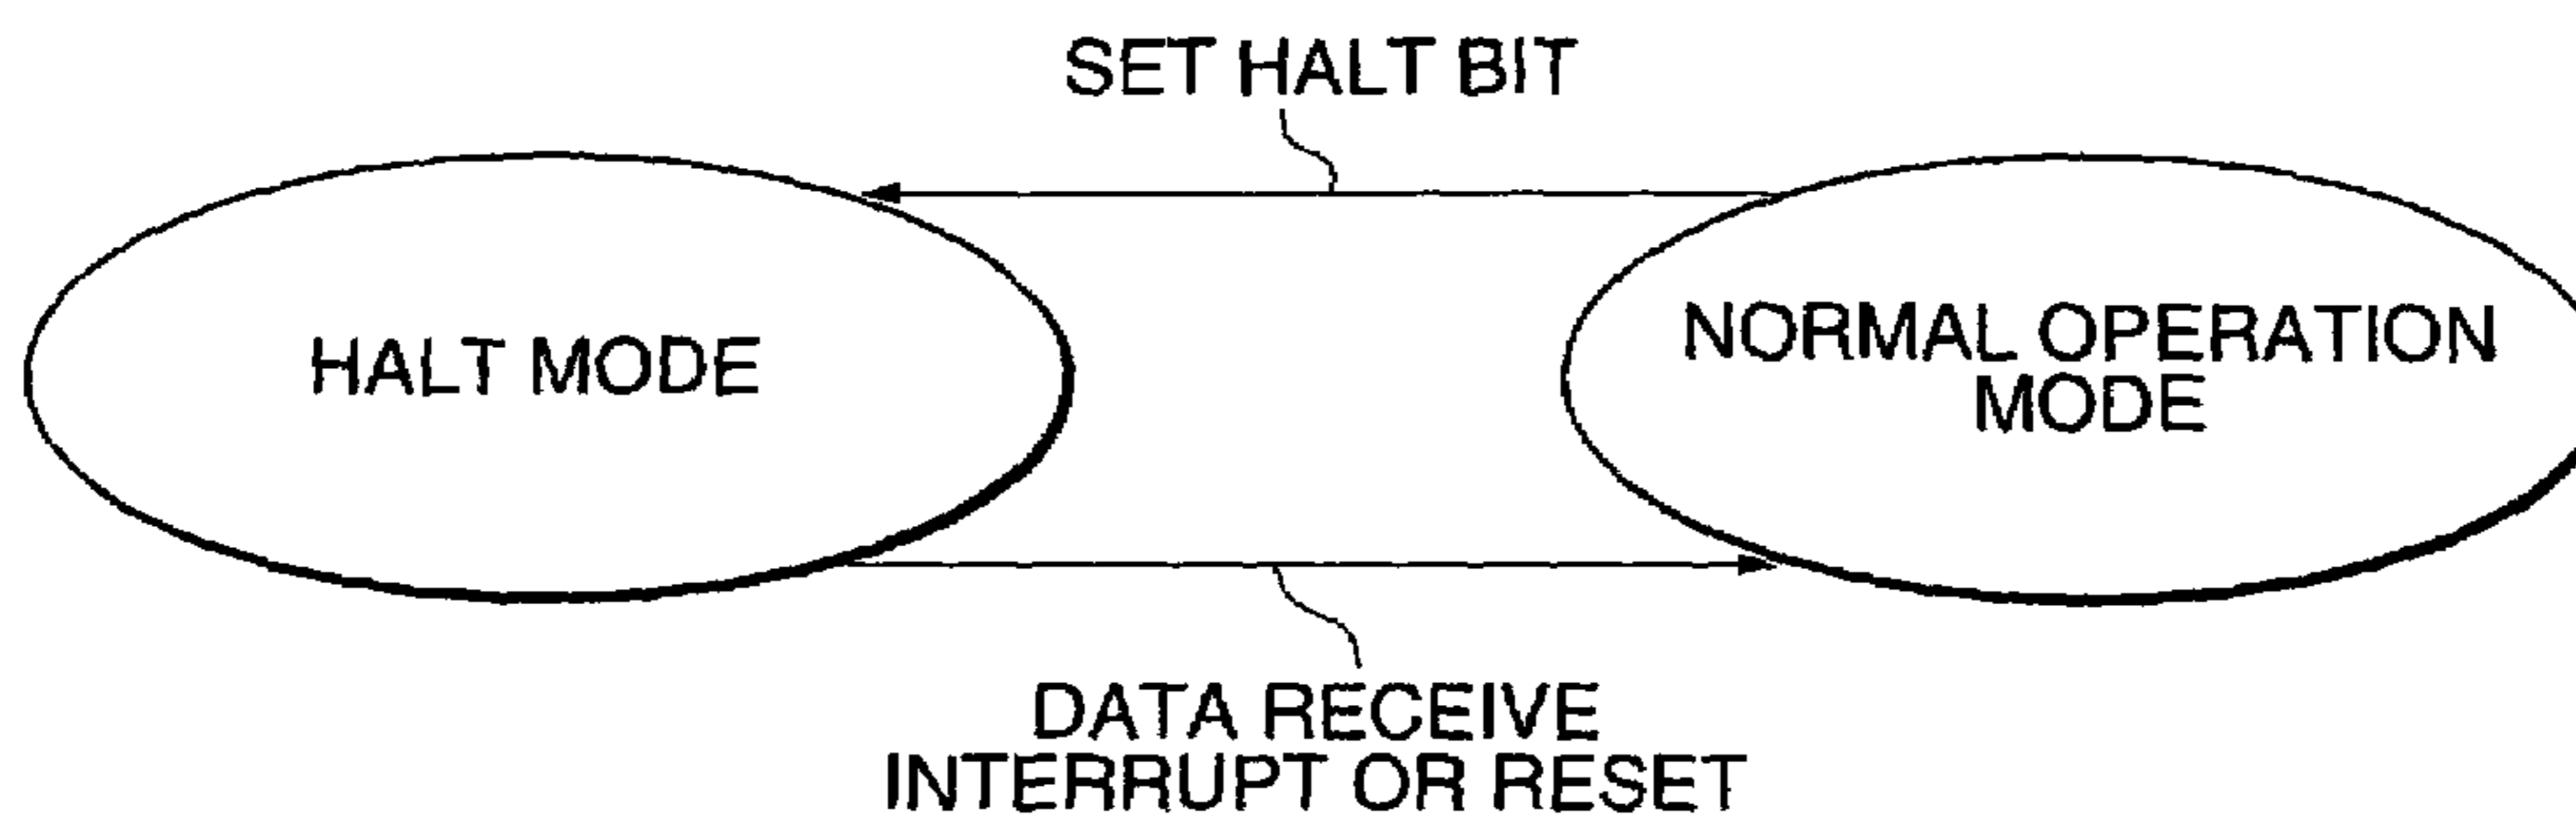 SET HALT BIT
HALT MODE
NORMAL OPERATION
MODE
DATA RECEIVE
INTERRUPT OR RESET